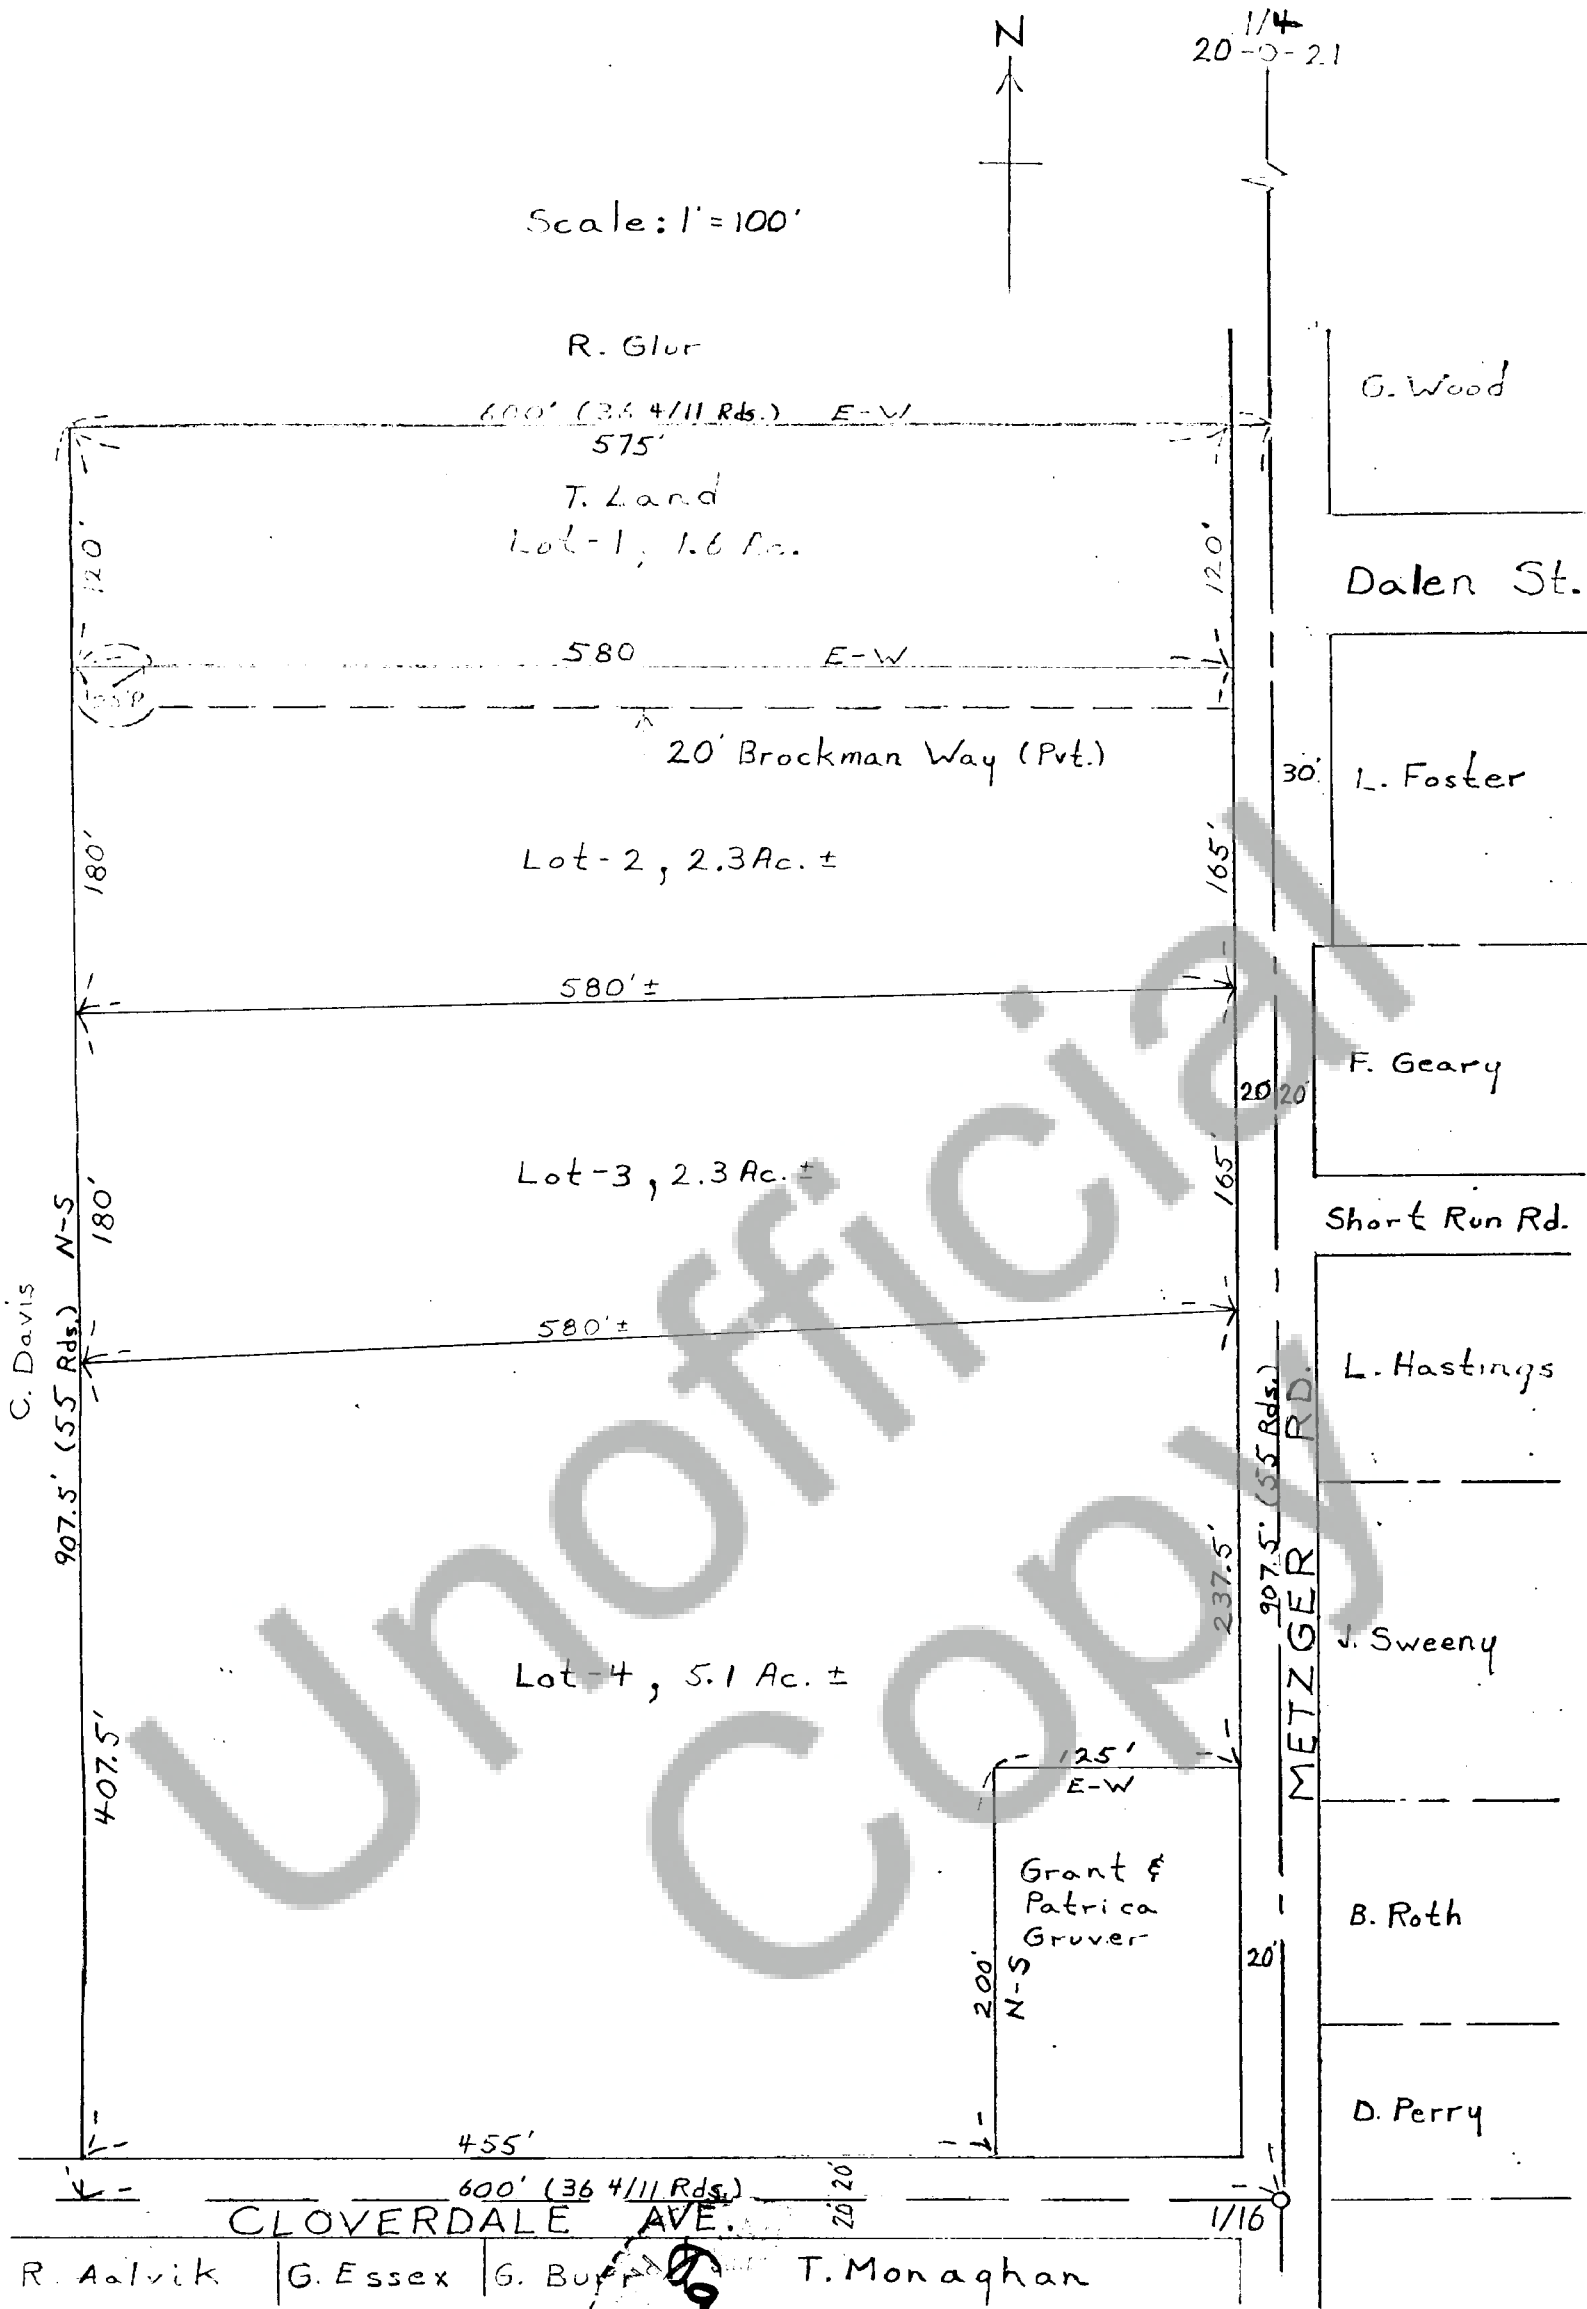 N
1/4
20-0-21
Scale: 1' = 100'
R. Glur
G. Wood
600' (36 4/11 Rds.) E-W
575'
T. Land
Lot-1, 1.6 Ac.
120'
120'
Dalen St.
580 E-W
20' Brockman Way (Pvt.)
30'
L. Foster
180'
Lot-2, 2.3 Ac. ±
165'
580' ±
F. Geary
20' 20'
Lot-3, 2.3 Ac. ±
165'
180'
Short Run Rd.
C. Davis
907.5' (55 Rds.) N-S
580' ±
L. Hastings
907.5' (55 Rds.)
METZGER RD.
237.5'
J. Sweeny
Lot-4, 5.1 Ac. ±
407.5'
125'
E-W
Grant &
Patrica
Gruver
200'
N-S
20'
B. Roth
D. Perry
455'
600' (36 4/11 Rds.)
20' 20'
CLOVERDALE AVE.
1/16
R. Aalvik
G. Essex
G. Burr
T. Monaghan
Unofficial
Copy